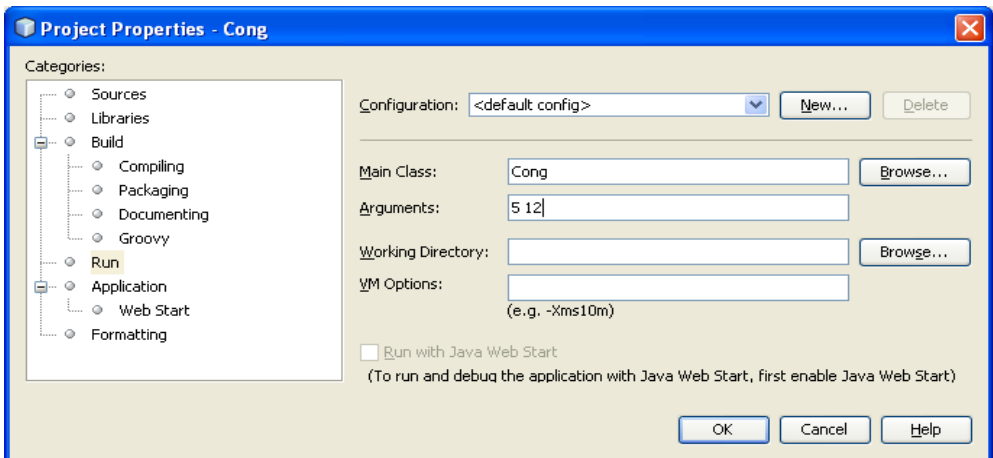 Project Properties - Cong
Categories:
Sources
Libraries
Build
Compiling
Packaging
Documenting
Groovy
Run
Application
Web Start
Formatting
Configuration: <default config> New... Delete
Main Class: Cong Browse...
Arguments: 5 12
Working Directory: Browse...
VM Options:
(e.g. -Xms10m)
Run with Java Web Start
(To run and debug the application with Java Web Start, first enable Java Web Start)
OK Cancel Help